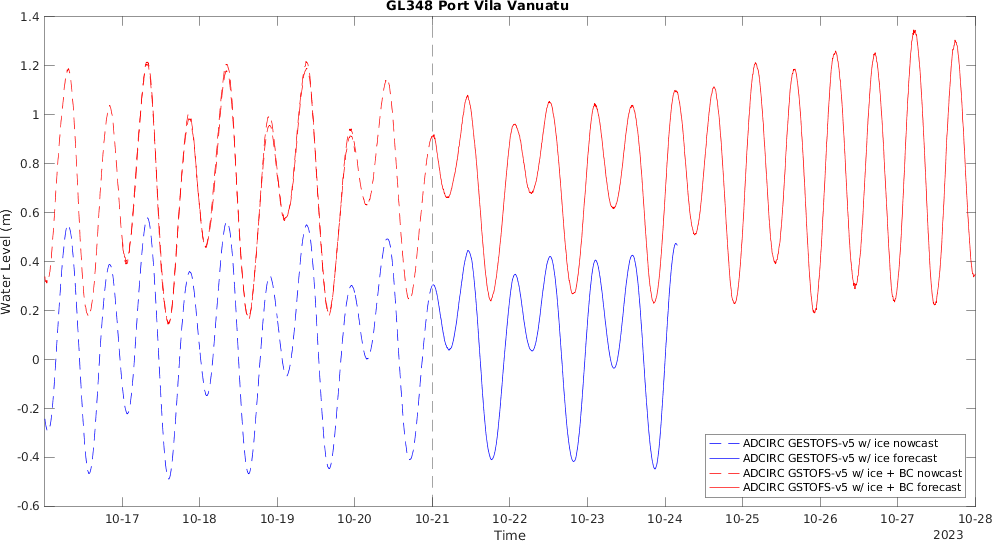 GL348 Port Vila Vanuatu
Water Level (m)
1.4
1.2
1
0.8
0.6
0.4
0.2
0
-0.2
-0.4
-0.6
10-17 10-18 10-19 10-20 10-21 10-22 10-23 10-24 10-25 10-26 10-27 10-28
Time
2023
ADCIRC GESTOFS-v5 w/ ice nowcast
ADCIRC GESTOFS-v5 w/ ice forecast
ADCIRC GSTOFS-v5 w/ ice + BC nowcast
ADCIRC GSTOFS-v5 w/ ice + BC forecast